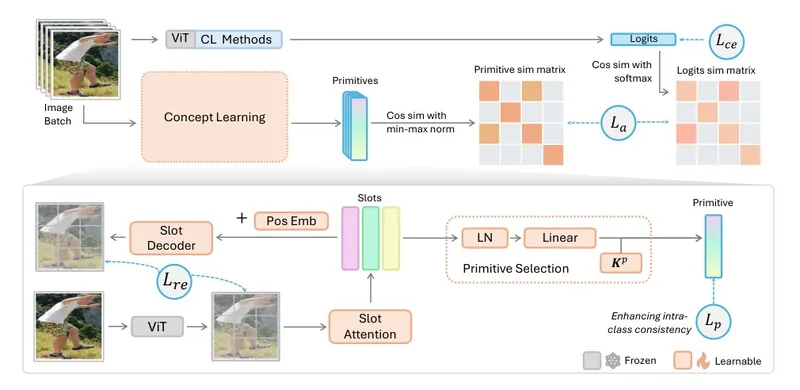 Image
Batch
ViT
CL Methods
Logits
L_ce
Concept Learning
Primitives
Cos sim with
min-max norm
Primitive sim matrix
L_a
Cos sim with
softmax
Logits sim matrix
Slot
Decoder
+
Pos Emb
Slots
LN
Linear
K^p
Primitive Selection
Primitive
L_re
ViT
Slot
Attention
Enhancing intra-
class consistency
L_p
Frozen
Learnable